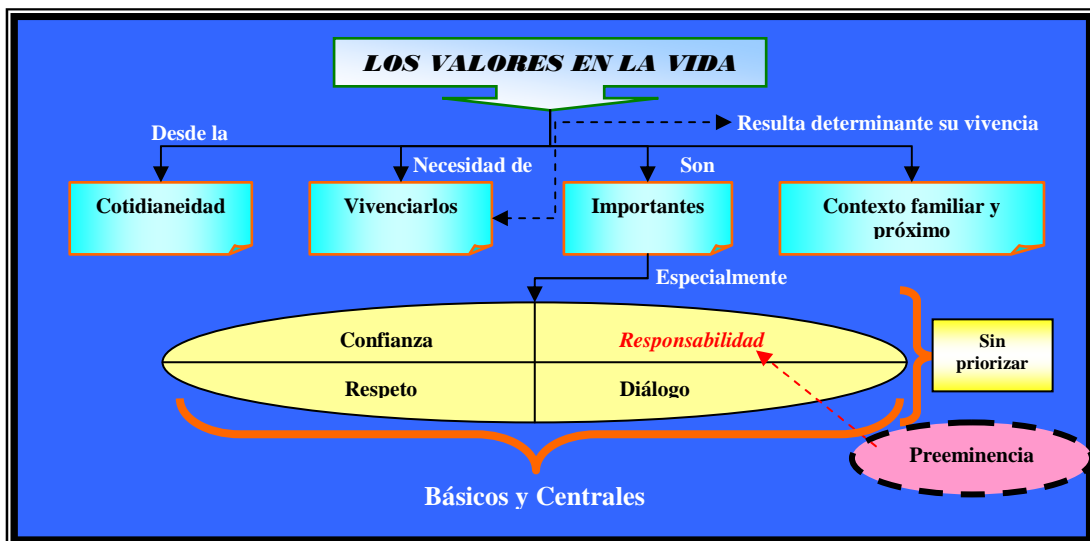 LOS VALORES EN LA VIDA
Desde la
Resulta determinante su vivencia
Necesidad de
Son
Cotidianeidad
Vivenciarlos
Importantes
Contexto familiar y
próximo
Especialmente
Confianza
Responsabilidad
Sin
priorizar
Respeto
Diálogo
Preeminencia
Básicos y Centrales